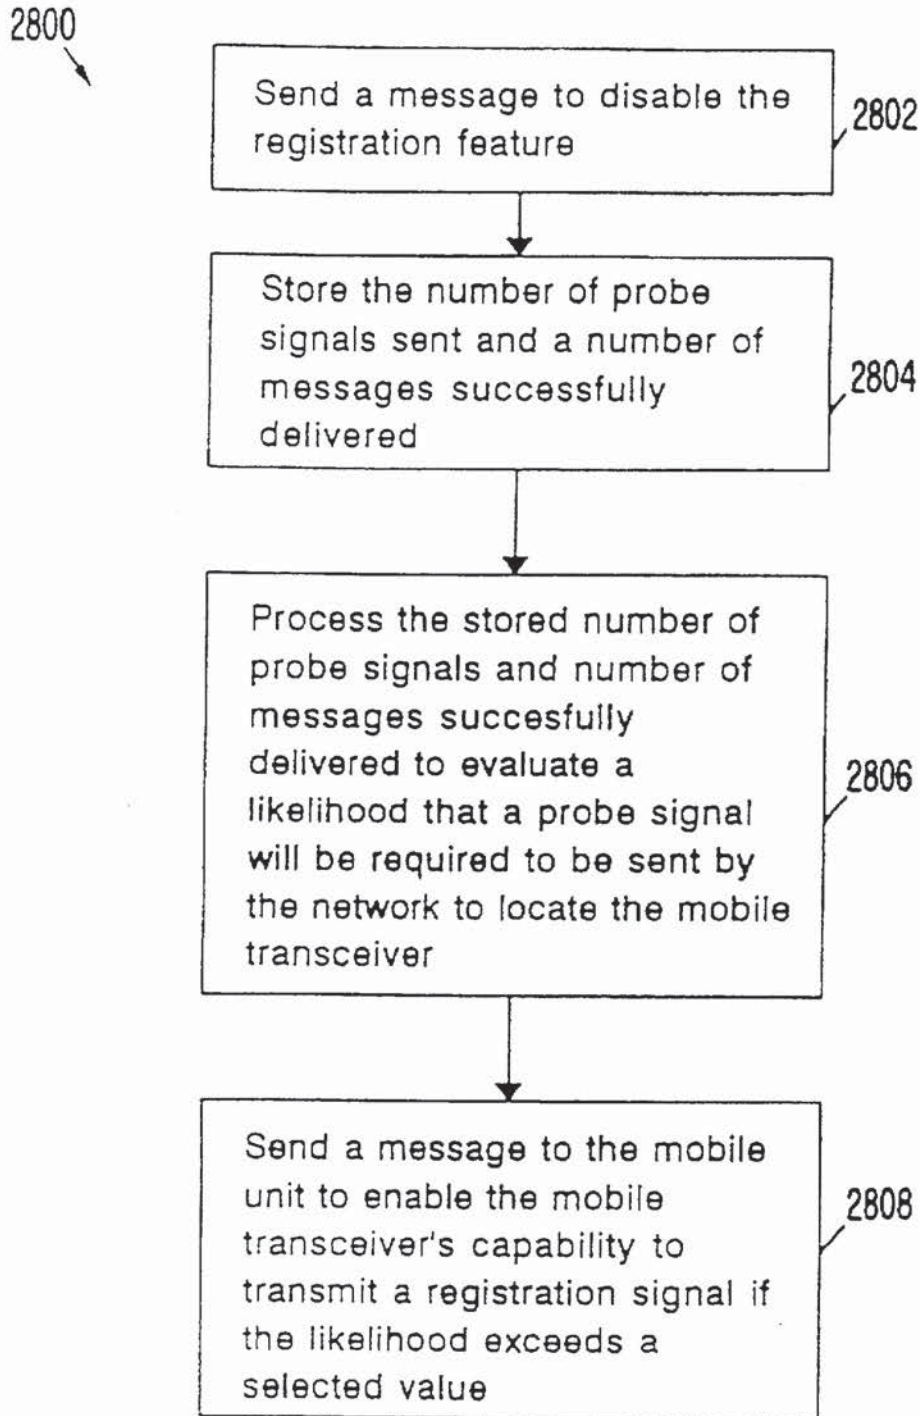 2800
Send a message to disable the
registration feature
2802
Store the number of probe
signals sent and a number of
messages successfully
delivered
2804
Process the stored number of
probe signals and number of
messages succesfully
delivered to evaluate a
likelihood that a probe signal
will be required to be sent by
the network to locate the mobile
transceiver
2806
Send a message to the mobile
unit to enable the mobile
transceiver's capability to
transmit a registration signal if
the likelihood exceeds a
selected value
2808